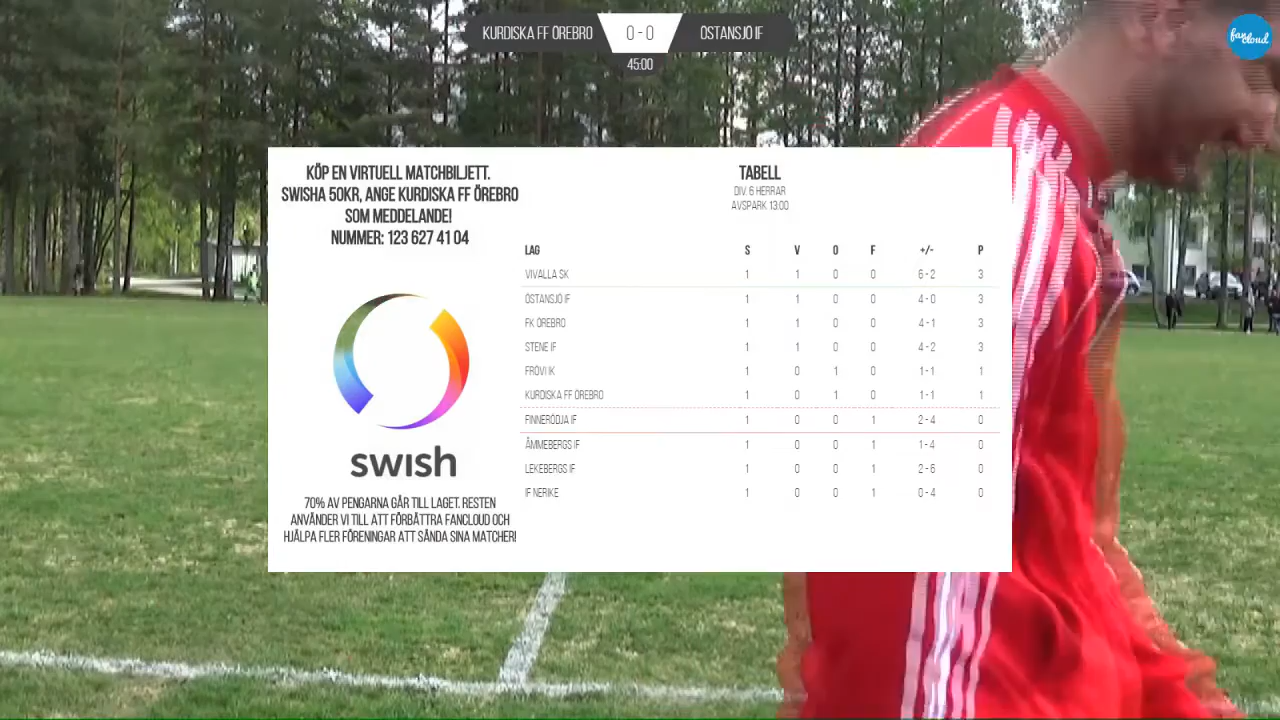 KURDISKA FF ÖREBRO 0 - 0 ÖSTANSJÖ IF
45:00
fancloud
KÖP EN VIRTUELL MATCHBILJETT.
SWISHA 50KR, ANGE KURDISKA FF ÖREBRO
SOM MEDDELANDE!
NUMMER: 123 627 41 04
swish
70% AV PENGARNA GÅR TILL LAGET. RESTEN
ANVÄNDER VI TILL ATT FÖRBÄTTRA FANCLOUD OCH
HJÄLPA FLER FÖRENINGAR ATT SÄNDA SINA MATCHER!
TABELL
DIV. 6 HERRAR
AVSPARK 13:00
LAG S V O F +/- P
VIVALLA SK 1 1 0 0 6 - 2 3
ÖSTANSJÖ IF 1 1 0 0 4 - 0 3
FK ÖREBRO 1 1 0 0 4 - 1 3
STENE IF 1 1 0 0 4 - 2 3
FRÖVI IK 1 0 1 0 1 - 1 1
KURDISKA FF ÖREBRO 1 0 1 0 1 - 1 1
FINNERÖDJA IF 1 0 0 1 2 - 4 0
ÅMMEBERGS IF 1 0 0 1 1 - 4 0
LEKEBERGS IF 1 0 0 1 2 - 6 0
IF NERIKE 1 0 0 1 0 - 4 0